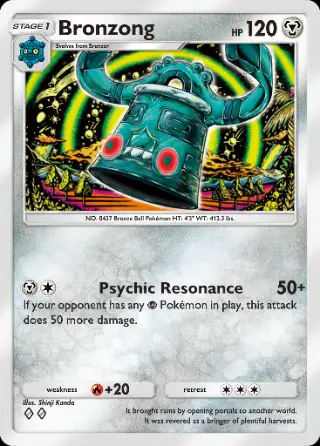 STAGE 1
Bronzong
HP 120
Evolves from Bronzor
NO. 0437 Bronze Bell Pokémon HT: 4'3" WT: 412.3 lbs.
Psychic Resonance 50+
If your opponent has any Pokémon in play, this attack
does 50 more damage.
weakness +20 retreat
Illus. Shinji Kanda
It brought rains by opening portals to another world.
It was revered as a bringer of plentiful harvests.